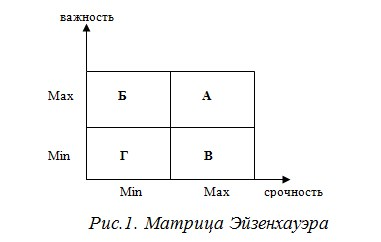 важность
Max Б А
Min Г В
Min Max срочность
Рис.1. Матрица Эйзенхауэра